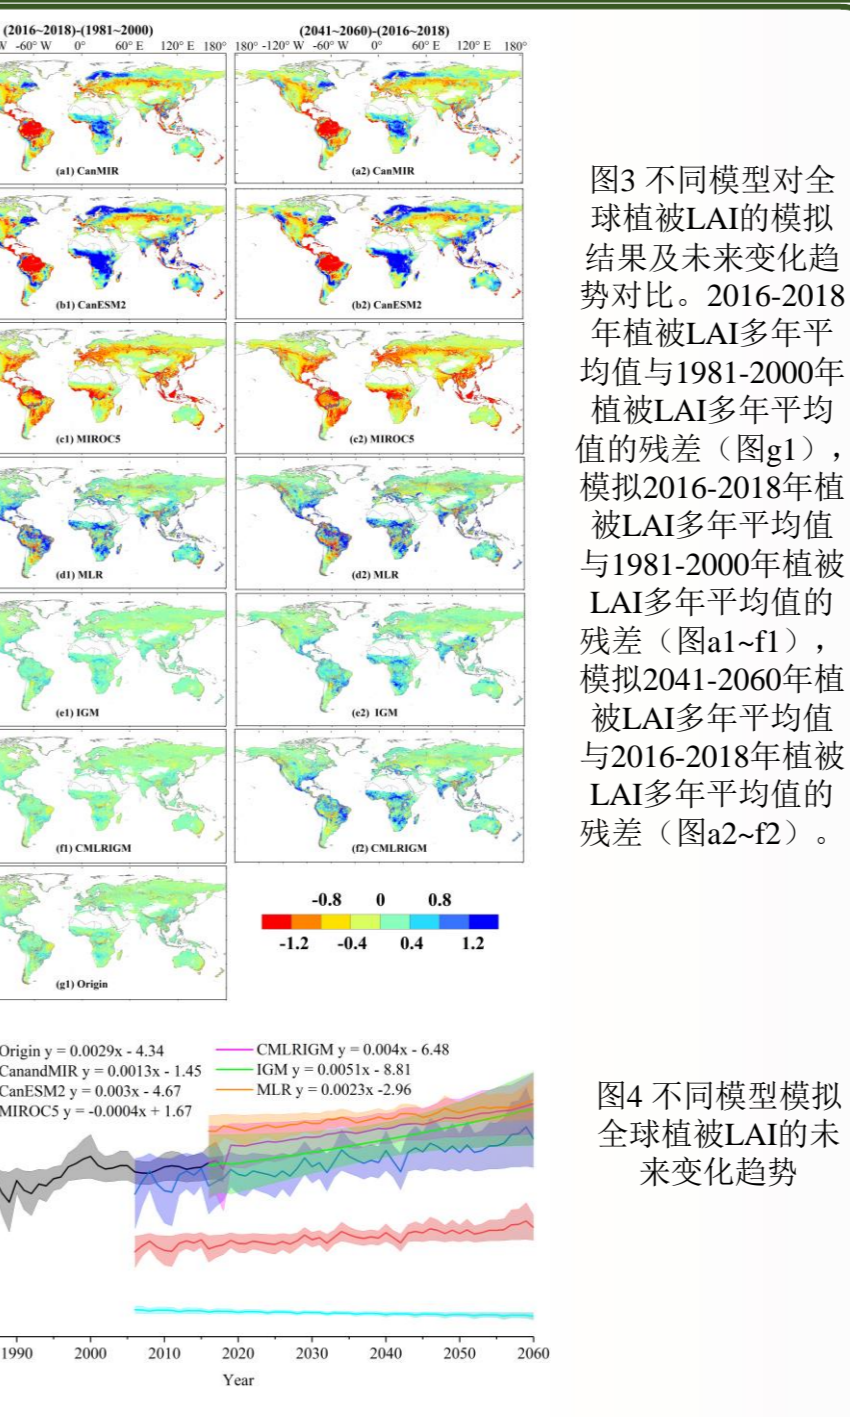 (2016~2018)-(1981~2000)
(2041~2060)-(2016~2018)
W -60° W 0° 60° E 120° E 180°
180° -120° W -60° W 0° 60° E 120° E 180°
(a1) CanMIR
(a2) CanMIR
(b1) CanESM2
(b2) CanESM2
(c1) MIROC5
(c2) MIROC5
(d1) MLR
(d2) MLR
(e1) IGM
(e2) IGM
(f1) CMLRIGM
(f2) CMLRIGM
(g1) Origin
-0.8 0 0.8
-1.2 -0.4 0.4 1.2
图3 不同模型对全
球植被LAI的模拟
结果及未来变化趋
势对比。2016-2018
年植被LAI多年平
均值与1981-2000年
植被LAI多年平均
值的残差（图g1），
模拟2016-2018年植
被LAI多年平均值
与1981-2000年植被
LAI多年平均值的
残差（图a1~f1），
模拟2041-2060年植
被LAI多年平均值
与2016-2018年植被
LAI多年平均值的
残差（图a2~f2）。
Origin y = 0.0029x - 4.34
CanandMIR y = 0.0013x - 1.45
CanESM2 y = 0.003x - 4.67
MIROC5 y = -0.0004x + 1.67
CMLRIGM y = 0.004x - 6.48
IGM y = 0.0051x - 8.81
MLR y = 0.0023x -2.96
1990 2000 2010 2020 2030 2040 2050 2060
Year
图4 不同模型模拟
全球植被LAI的未
来变化趋势